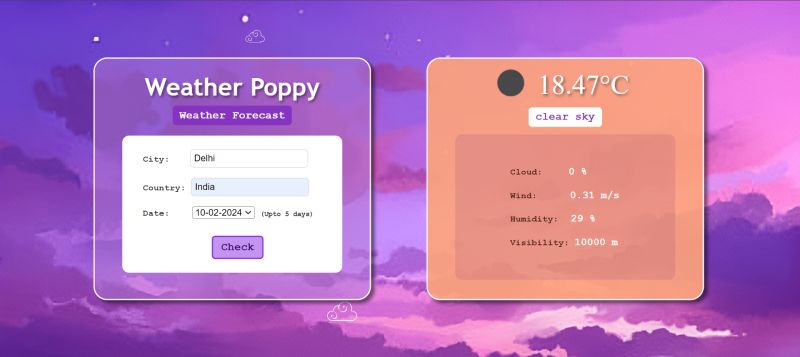 Weather Poppy
Weather Forecast
City: Delhi
Country: India
Date: 10-02-2024 (Upto 5 days)
Check
18.47°C
clear sky
Cloud: 0 %
Wind: 0.31 m/s
Humidity: 29 %
Visibility: 10000 m